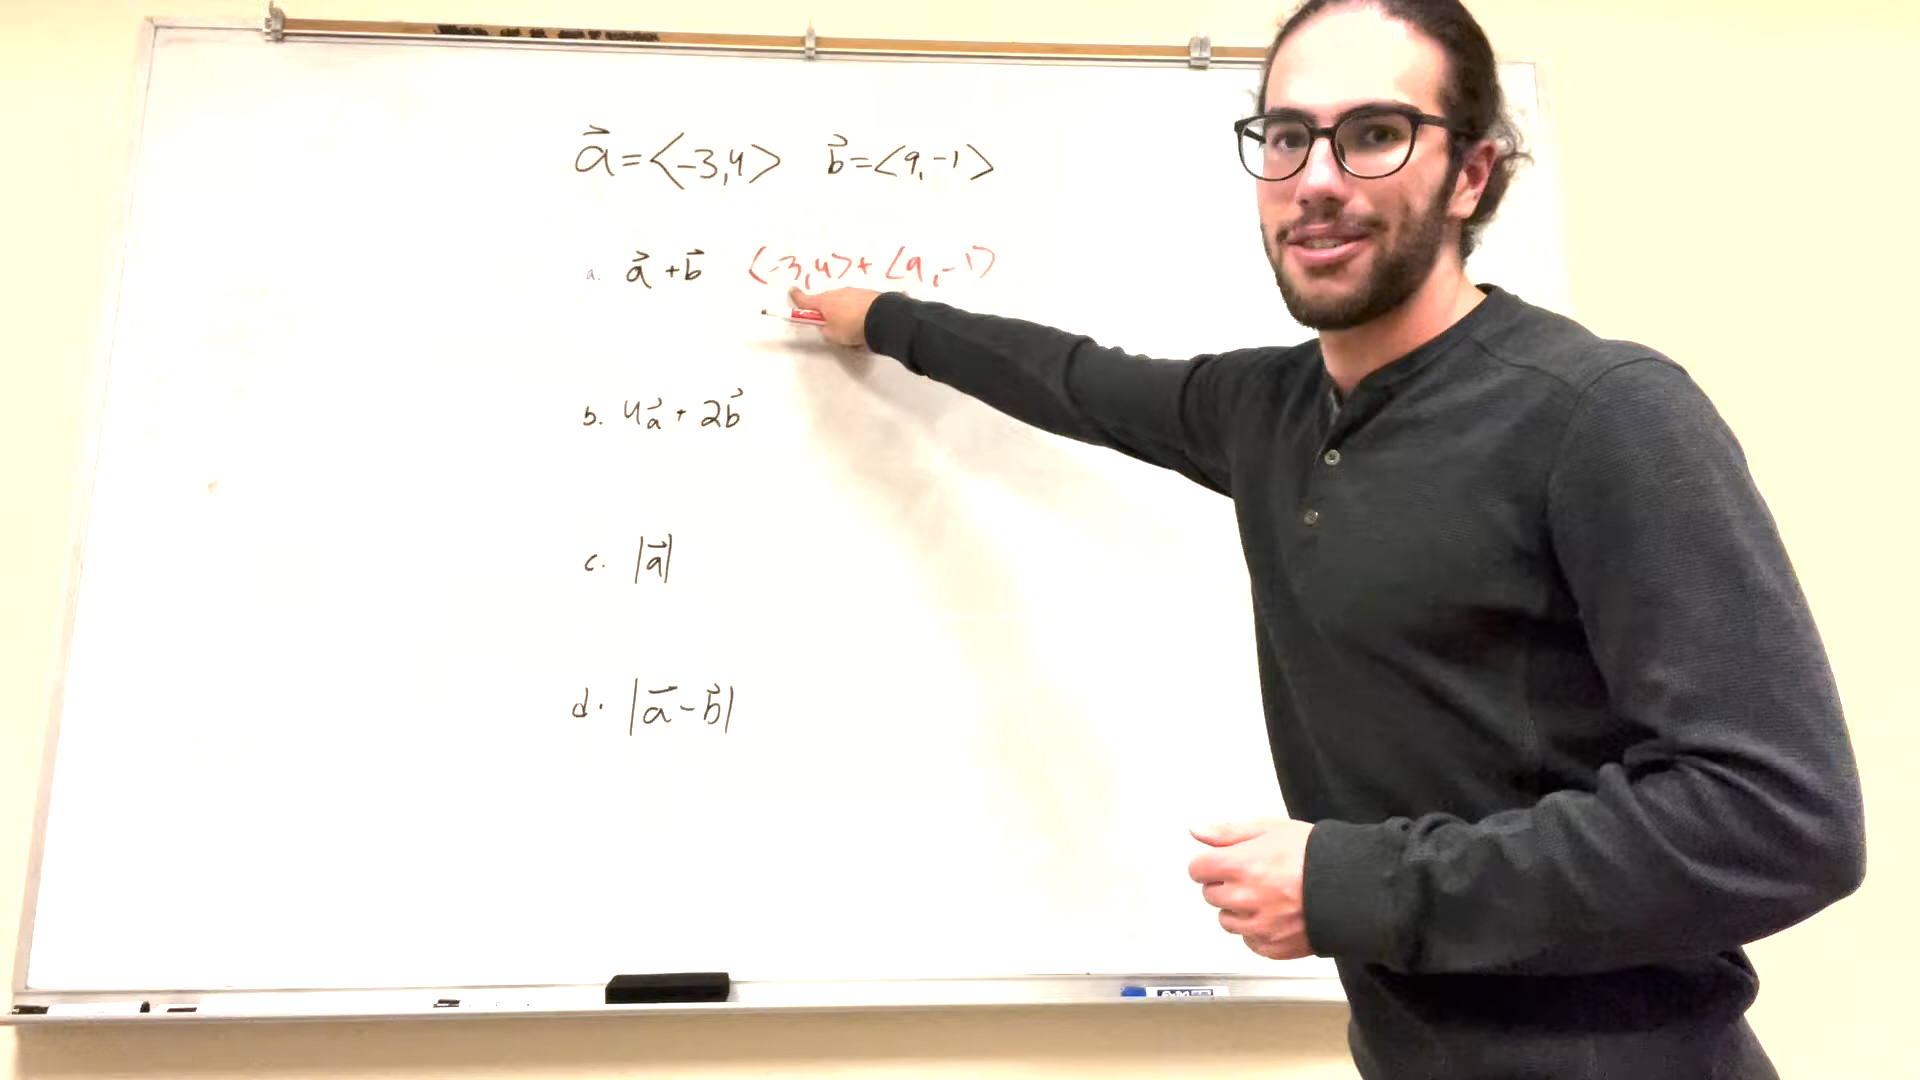 a⃗ = <-3,4> b⃗ = <9,-1>
a. a⃗ + b⃗ <-3,4> + <9,-1>
b. 4a⃗ + 2b⃗
c. |a⃗|
d. |a⃗ - b⃗|